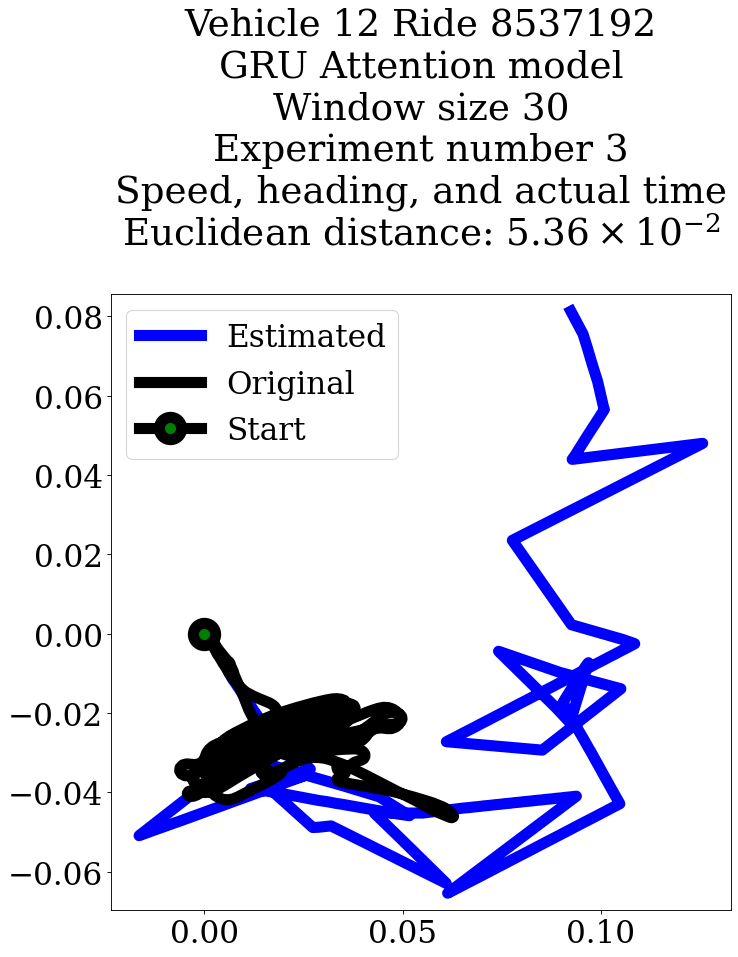 Vehicle 12 Ride 8537192
GRU Attention model
Window size 30
Experiment number 3
Speed, heading, and actual time
Euclidean distance: 5.36 × 10⁻²
Estimated
Original
Start
0.08
0.06
0.04
0.02
0.00
−0.02
−0.04
−0.06
0.00 0.05 0.10